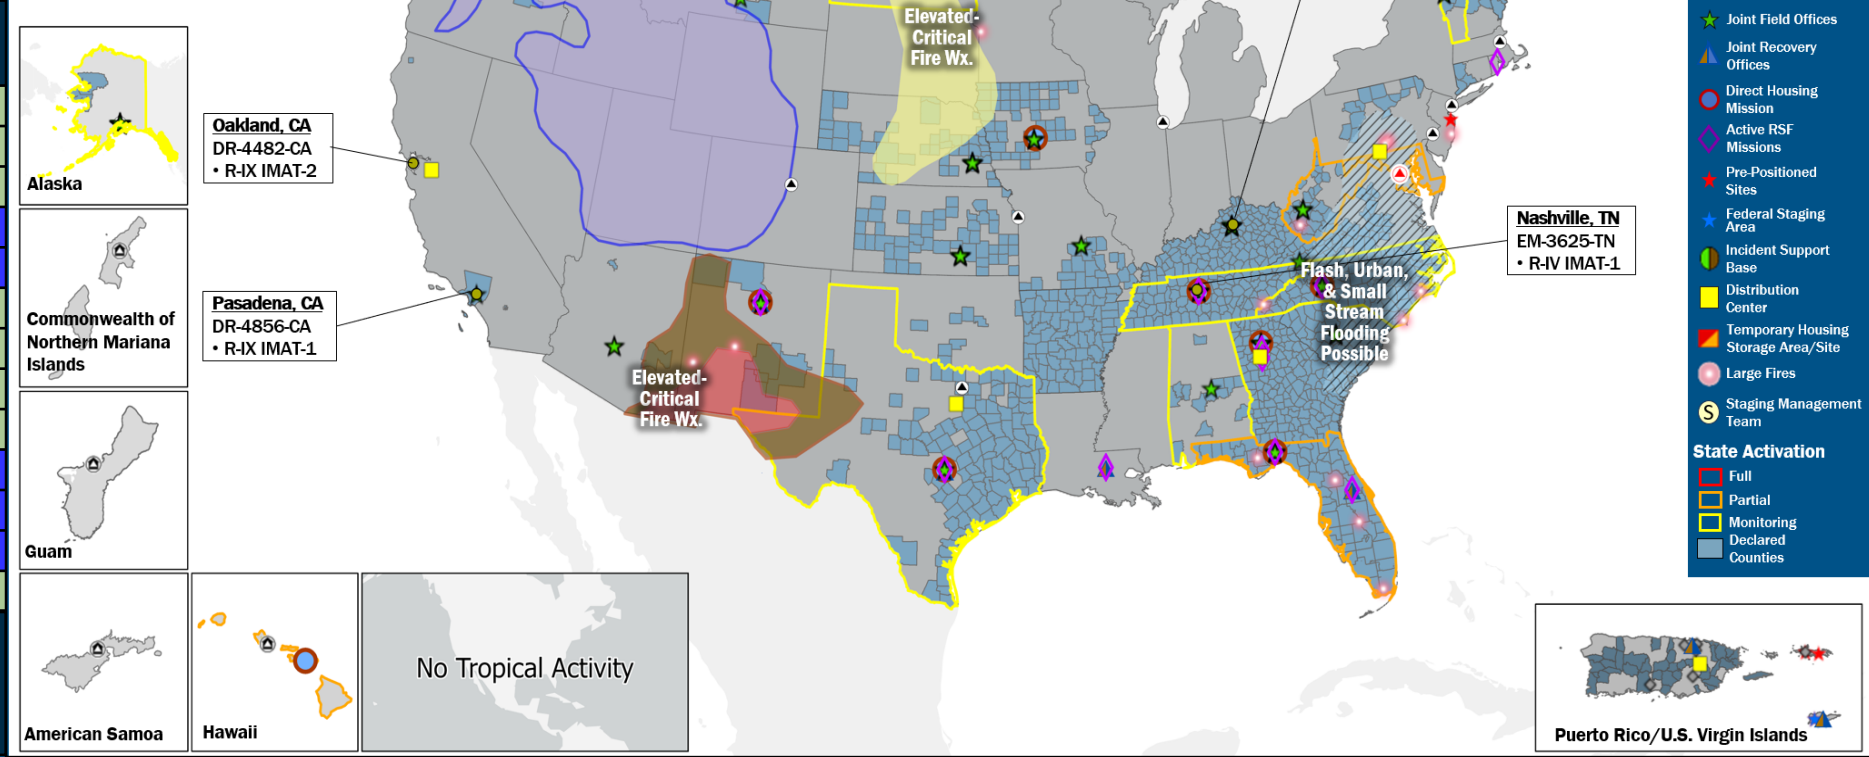 Elevated-
Critical
Fire Wx.
Oakland, CA
DR-4482-CA
• R-IX IMAT-2
Pasadena, CA
DR-4856-CA
• R-IX IMAT-1
Nashville, TN
EM-3625-TN
• R-IV IMAT-1
Flash, Urban,
& Small
Stream
Flooding
Possible
Elevated-
Critical
Fire Wx.
Alaska
Commonwealth of
Northern Mariana
Islands
Guam
American Samoa
Hawaii
No Tropical Activity
Puerto Rico/U.S. Virgin Islands
Joint Field Offices
Joint Recovery
Offices
Direct Housing
Mission
Active RSF
Missions
Pre-Positioned
Sites
Federal Staging
Area
Incident Support
Base
Distribution
Center
Temporary Housing
Storage Area/Site
Large Fires
S
Staging Management
Team
State Activation
Full
Partial
Monitoring
Declared
Counties